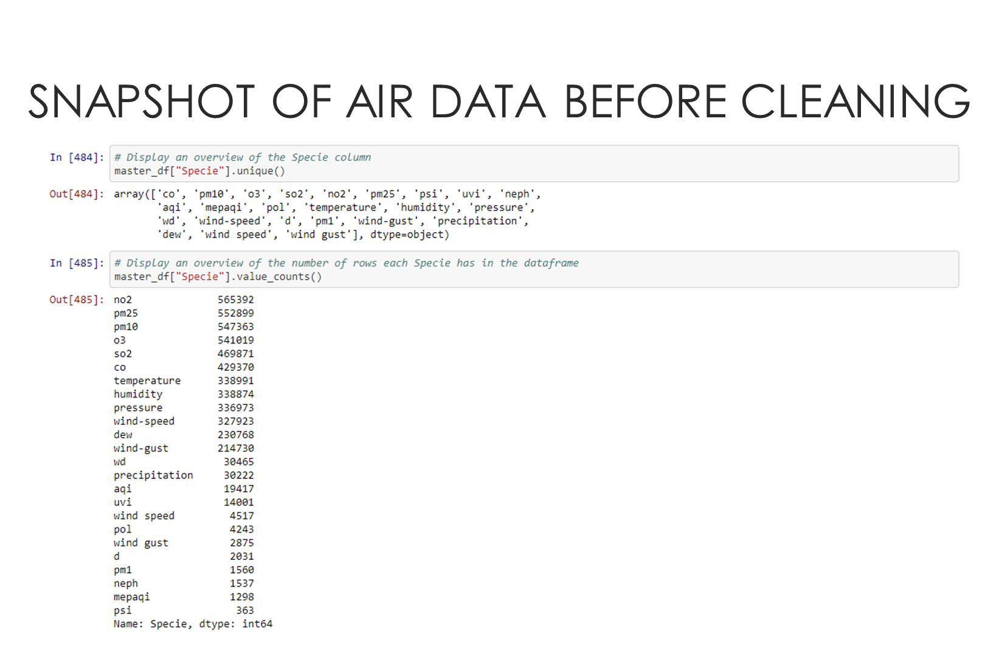 SNAPSHOT OF AIR DATA BEFORE CLEANING
In [484]: # Display an overview of the Specie column
master_df["Specie"].unique()
Out[484]: array(['co', 'pm10', 'o3', 'so2', 'no2', 'pm25', 'psi', 'uvi', 'neph',
'aqi', 'mepaqi', 'pol', 'temperature', 'humidity', 'pressure',
'wd', 'wind-speed', 'd', 'pm1', 'wind-gust', 'precipitation',
'dew', 'wind speed', 'wind gust'], dtype=object)
In [485]: # Display an overview of the number of rows each Specie has in the dataframe
master_df["Specie"].value_counts()
Out[485]: no2 565392
pm25 552899
pm10 547363
o3 541019
so2 469871
co 429370
temperature 338991
humidity 338874
pressure 336973
wind-speed 327923
dew 230768
wind-gust 214730
wd 30465
precipitation 30222
aqi 19417
uvi 14001
wind speed 4517
pol 4243
wind gust 2875
d 2031
pm1 1560
neph 1537
mepaqi 1298
psi 363
Name: Specie, dtype: int64